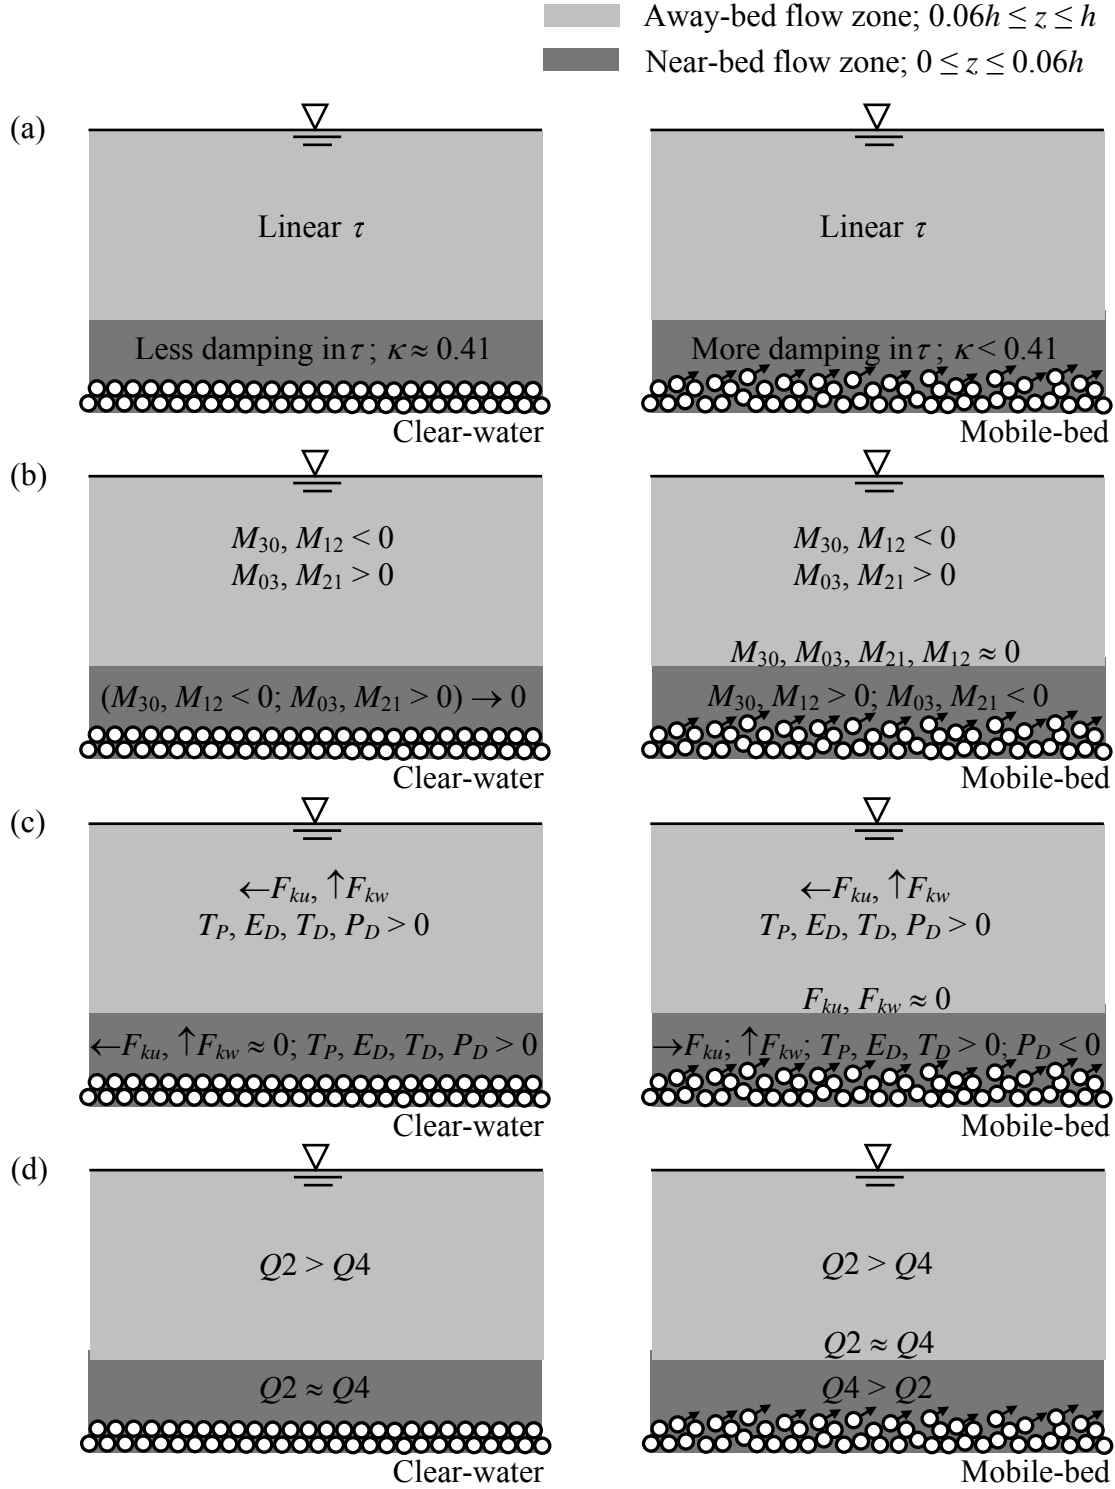 Away-bed flow zone; 0.06h ≤ z ≤ h
Near-bed flow zone; 0 ≤ z ≤ 0.06h
(a)
Linear τ
Less damping in τ; κ ≈ 0.41
Clear-water
Linear τ
More damping in τ; κ < 0.41
Mobile-bed
(b)
M30, M12 < 0
M03, M21 > 0
(M30, M12 < 0; M03, M21 > 0) → 0
Clear-water
M30, M12 < 0
M03, M21 > 0
M30, M03, M21, M12 ≈ 0
M30, M12 > 0; M03, M21 < 0
Mobile-bed
(c)
←Fku, ↑Fkw
TP, ED, TD, PD > 0
←Fku, ↑Fkw ≈ 0; TP, ED, TD, PD > 0
Clear-water
←Fku, ↑Fkw
TP, ED, TD, PD > 0
Fku, Fkw ≈ 0
→Fku; ↑Fkw; TP, ED, TD > 0; PD < 0
Mobile-bed
(d)
Q2 > Q4
Q2 ≈ Q4
Clear-water
Q2 > Q4
Q2 ≈ Q4
Q4 > Q2
Mobile-bed